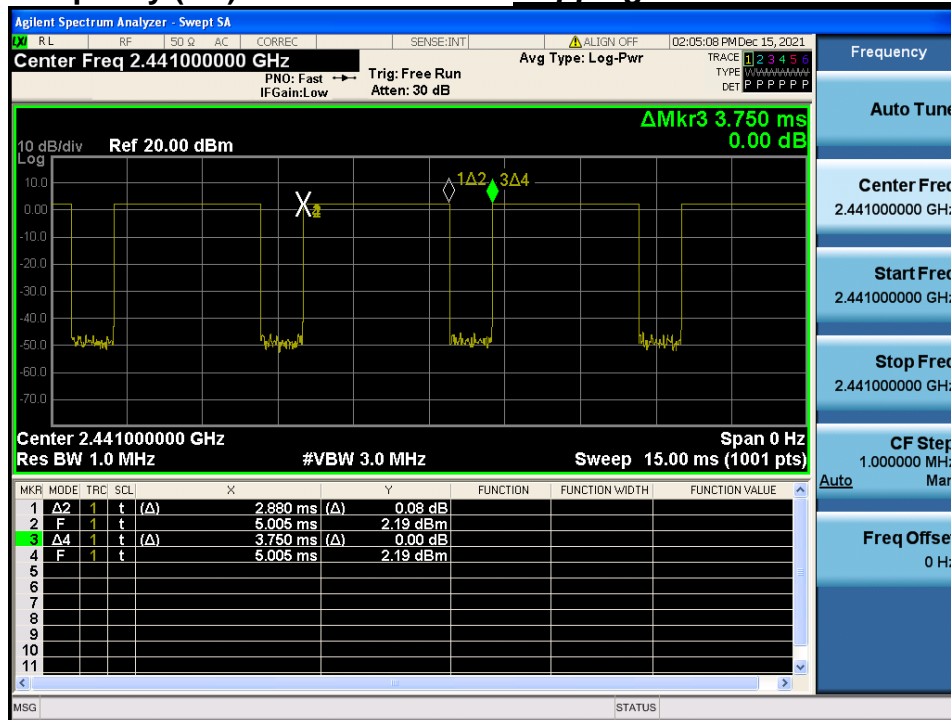 Agilent Spectrum Analyzer - Swept SA
LXI RL RF 50 Ω AC CORREC SENSE:INT ALIGN OFF 02:05:08 PM Dec 15, 2021
Center Freq 2.441000000 GHz
PNO: Fast
IFGain:Low
Trig: Free Run
Atten: 30 dB
Avg Type: Log-Pwr
TRACE 1 2 3 4 5 6
TYPE
DET P P P P P P
ΔMkr3 3.750 ms
0.00 dB
10 dB/div Ref 20.00 dBm
Log
10.0
0.00
-10.0
-20.0
-30.0
-40.0
-50.0
-60.0
-70.0
1Δ2 3Δ4
Center 2.441000000 GHz Span 0 Hz
Res BW 1.0 MHz #VBW 3.0 MHz Sweep 15.00 ms (1001 pts)
MKR MODE TRC SCL X Y FUNCTION FUNCTION WIDTH FUNCTION VALUE
1 Δ2 1 t (Δ) 2.880 ms (Δ) 0.08 dB
2 F 1 t 5.005 ms 2.19 dBm
3 Δ4 1 t (Δ) 3.750 ms (Δ) 0.00 dB
4 F 1 t 5.005 ms 2.19 dBm
5
6
7
8
9
10
11
MSG STATUS
Frequency
Auto Tune
Center Freq
2.441000000 GHz
Start Freq
2.441000000 GHz
Stop Freq
2.441000000 GHz
CF Step
1.000000 MHz
Auto Man
Freq Offset
0 Hz